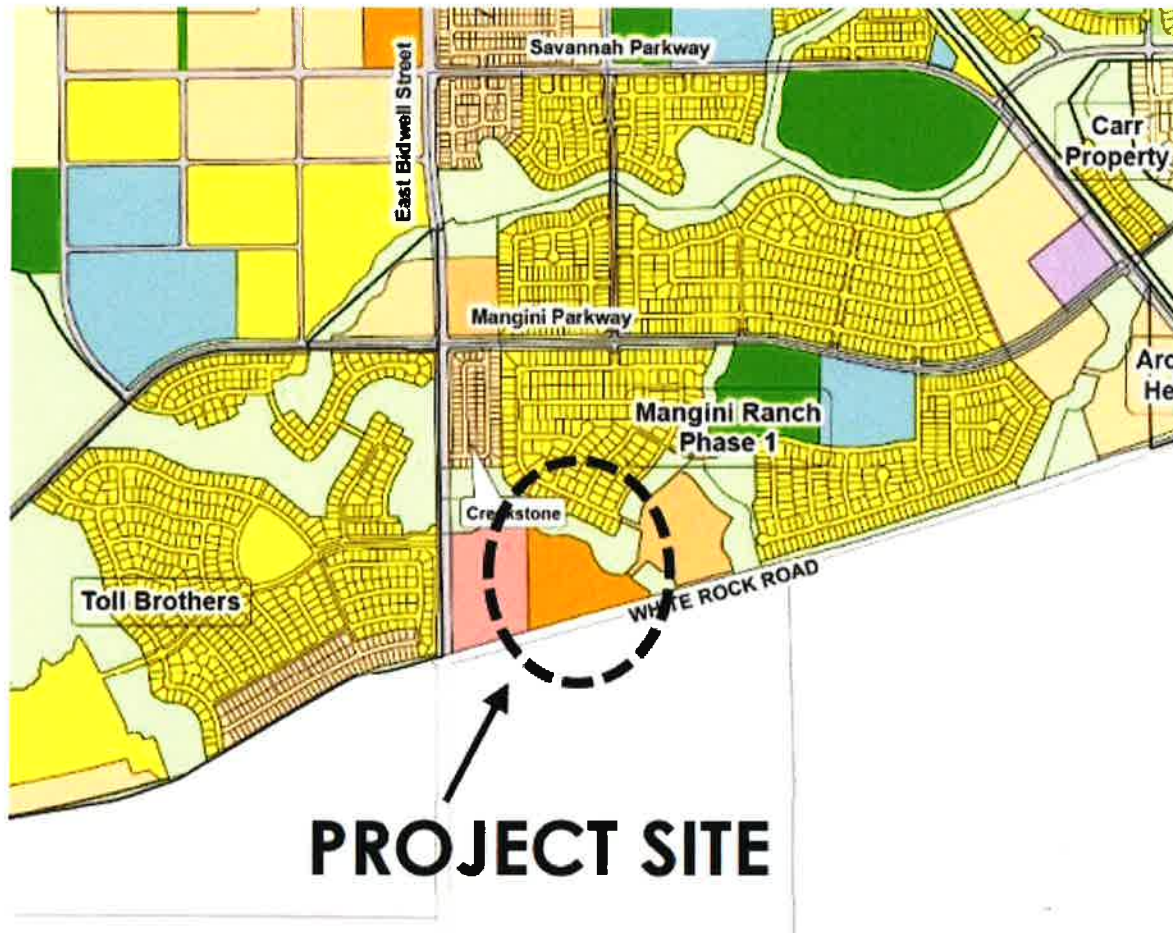 Savannah Parkway
East Bidwell Street
Carr
Property
Mangini Parkway
Mangini Ranch
Phase 1
Creekstone
Toll Brothers
WHITE ROCK ROAD
PROJECT SITE